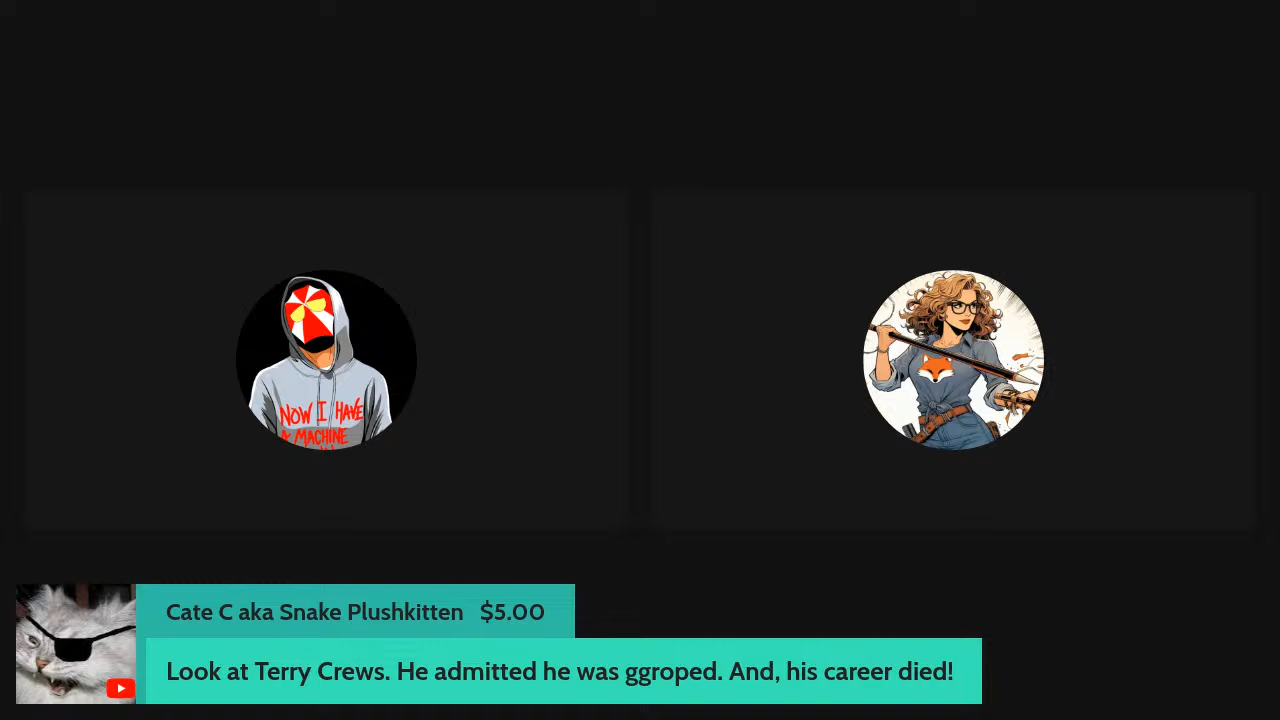 NOW I HAVE
A MACHINE
Cate C aka Snake Plushkitten $5.00
Look at Terry Crews. He admitted he was ggroped. And, his career died!